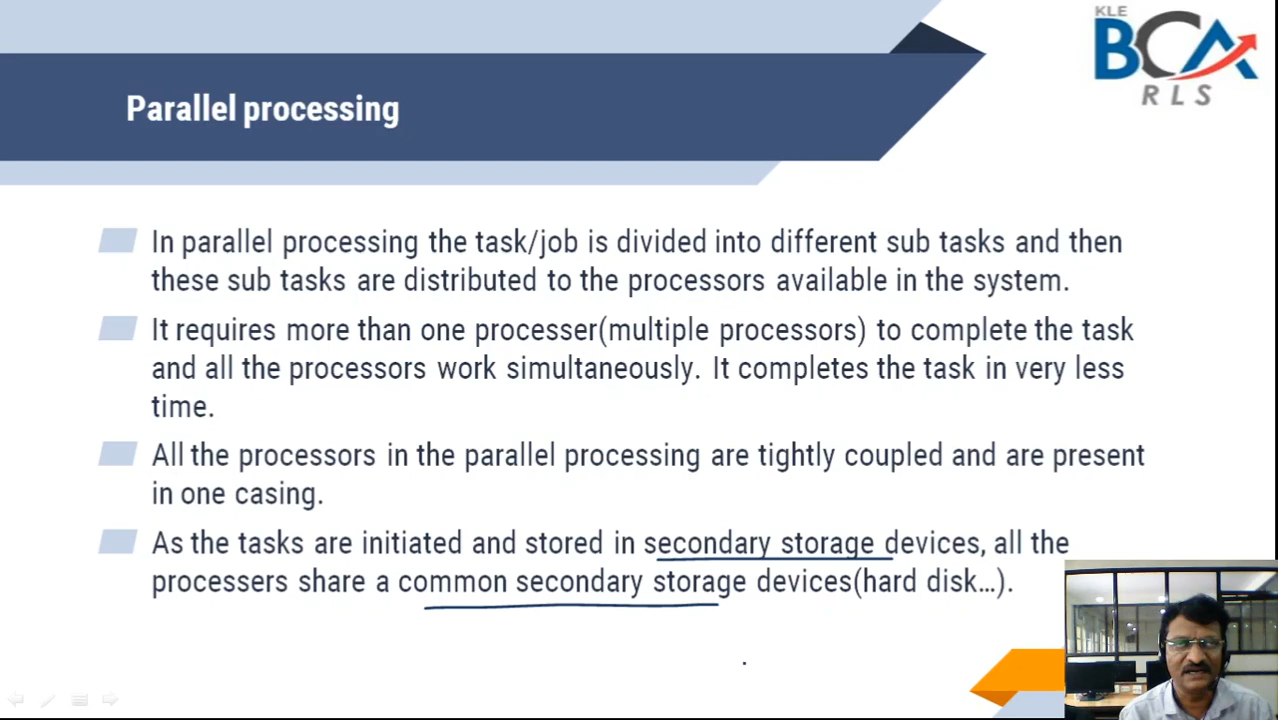 KLE
BCA
RLS
Parallel processing
In parallel processing the task/job is divided into different sub tasks and then
these sub tasks are distributed to the processors available in the system.
It requires more than one processer(multiple processors) to complete the task
and all the processors work simultaneously. It completes the task in very less
time.
All the processors in the parallel processing are tightly coupled and are present
in one casing.
As the tasks are initiated and stored in secondary storage devices, all the
processers share a common secondary storage devices(hard disk...).